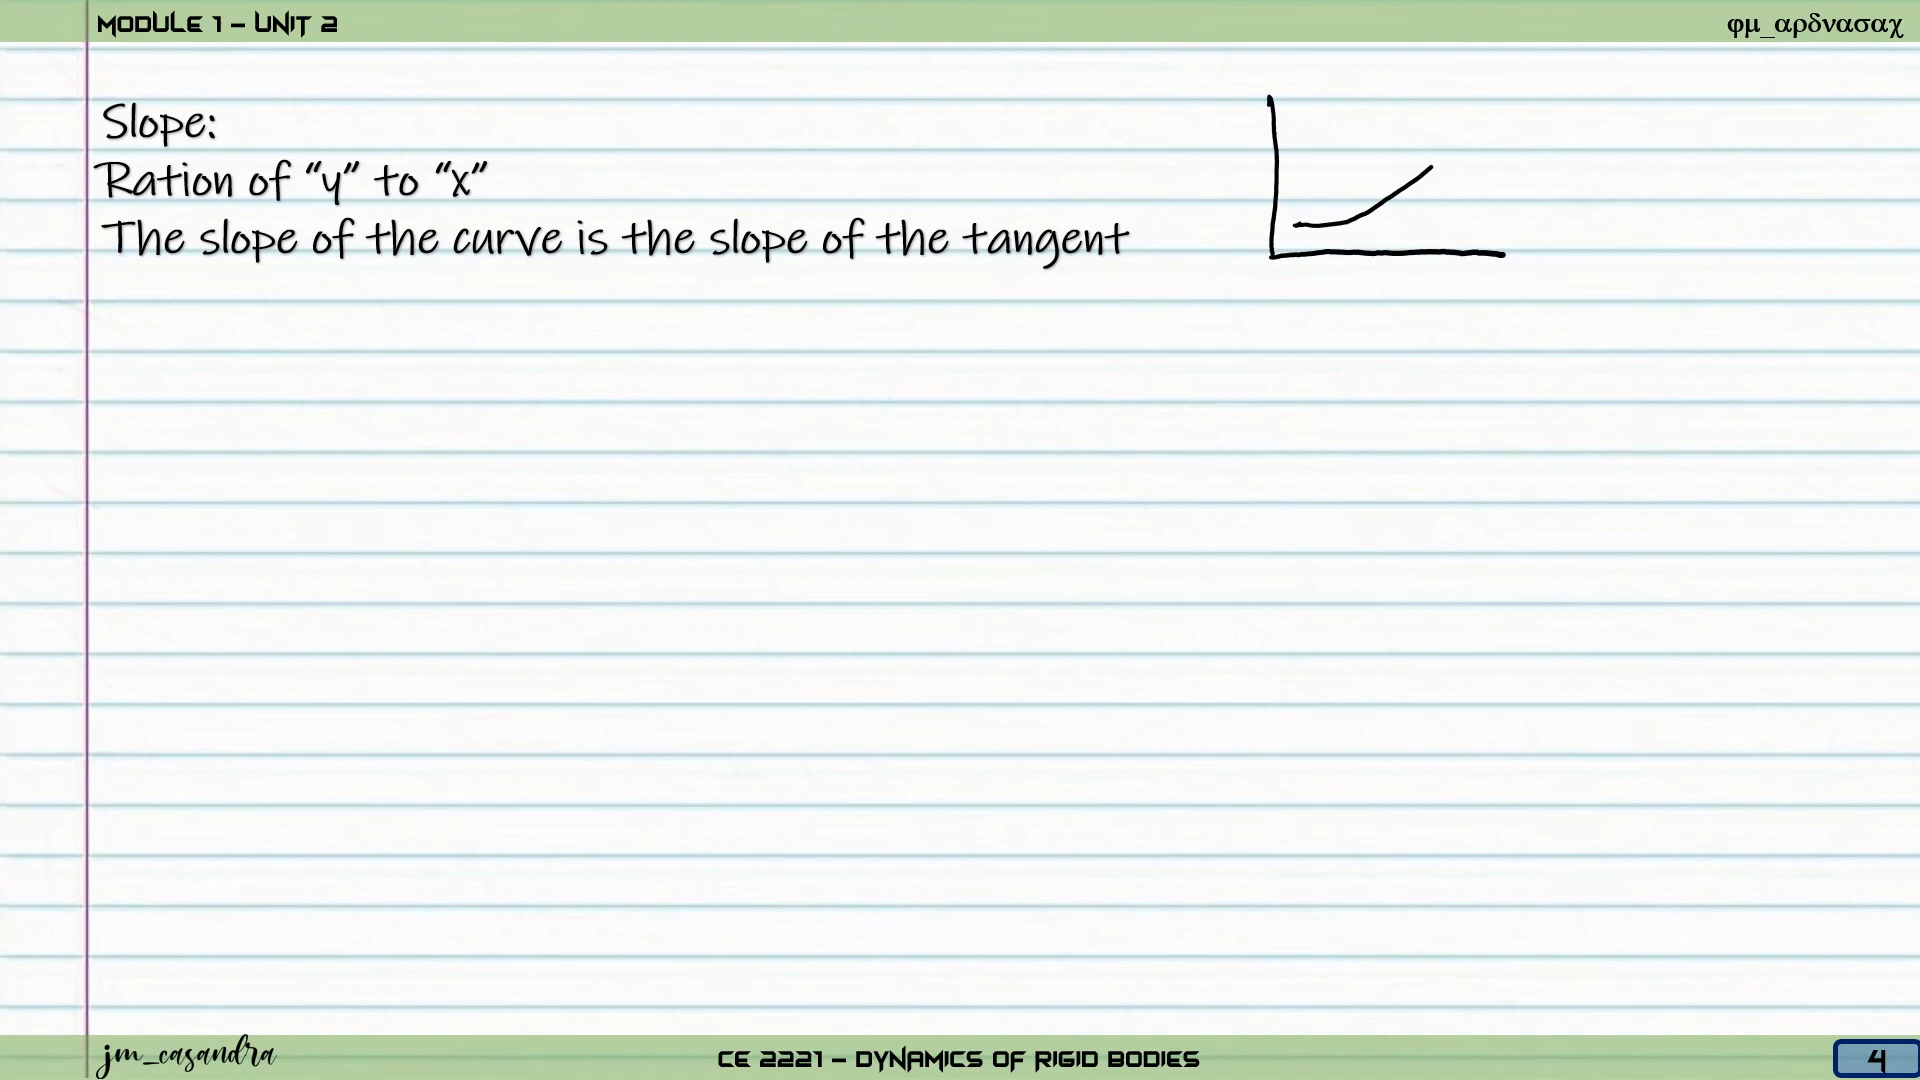 MODULE 1 – UNIT 2
φμ_αρδνασαχ
Slope:
Ration of “y” to “x”
The slope of the curve is the slope of the tangent
jm_casandra
CE 2221 – DYNAMICS OF RIGID BODIES
4